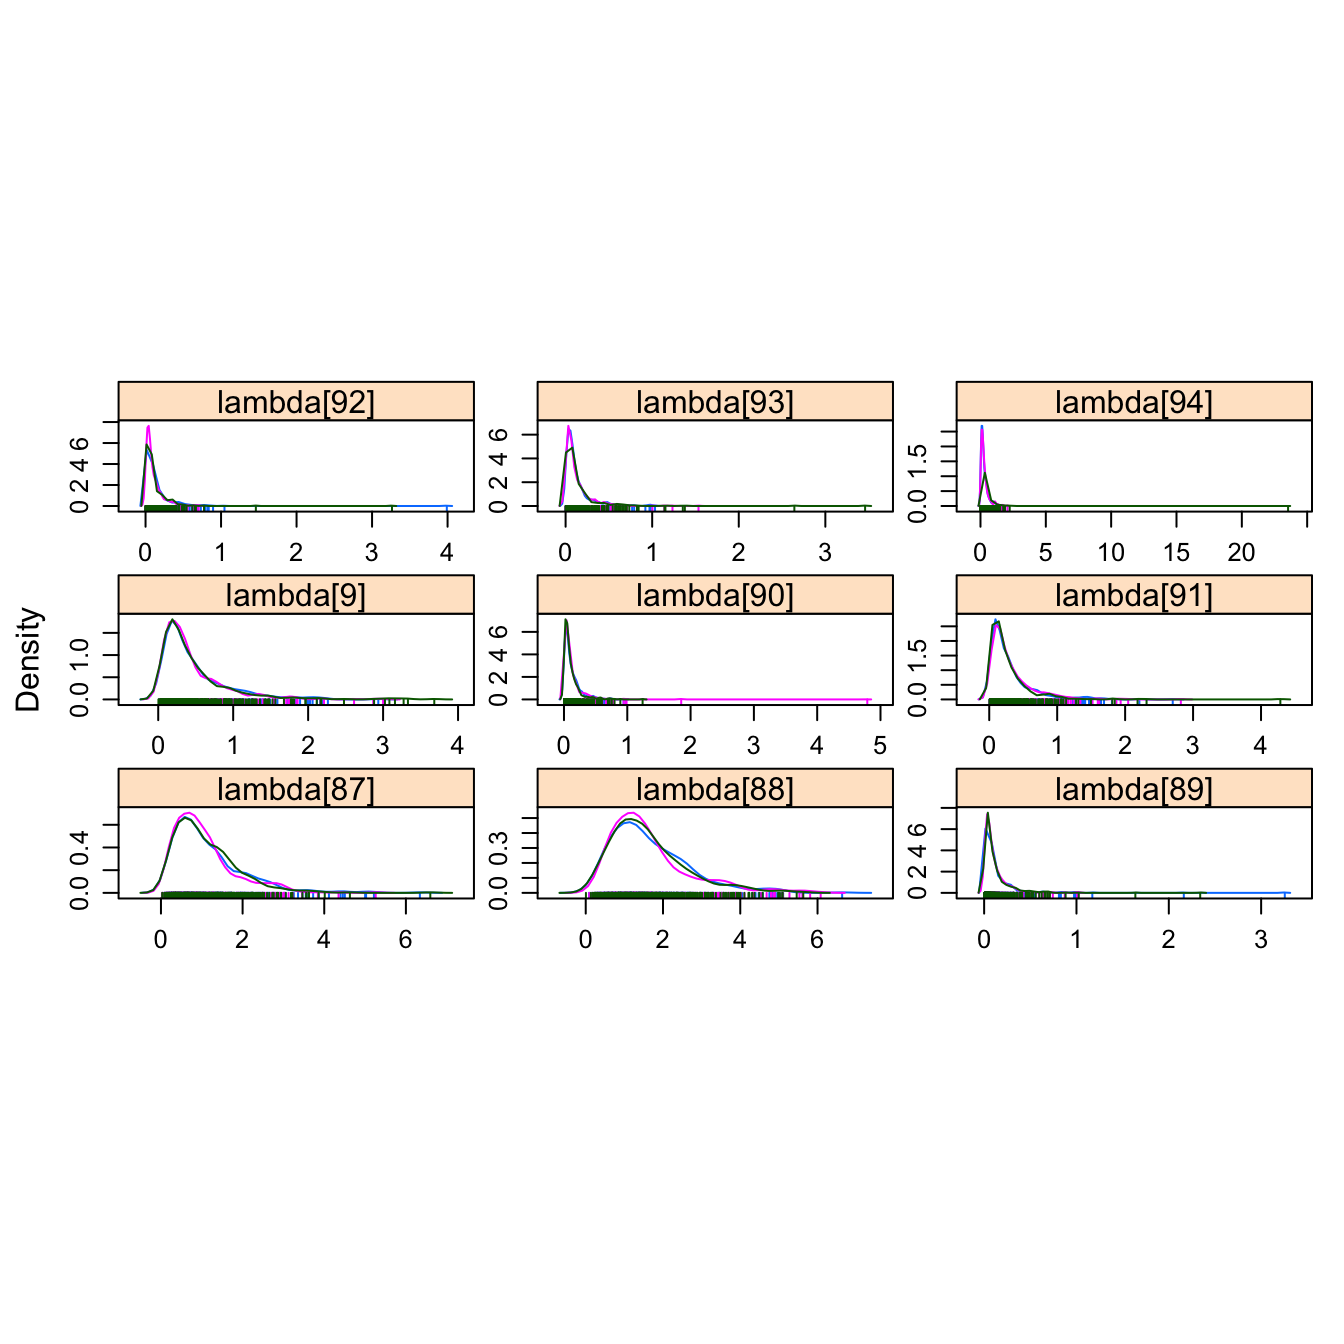 lambda[92] lambda[93] lambda[94]
0 2 4 6
0 2 4 6
0.0 1.5
0 1 2 3 4
0 1 2 3
0 5 10 15 20
Density
lambda[9] lambda[90] lambda[91]
0.0 1.0
0 2 4 6
0.0 1.5
0 1 2 3 4
0 1 2 3 4 5
0 1 2 3 4
lambda[87] lambda[88] lambda[89]
0.0 0.4
0.0 0.3
0 2 4 6
0 2 4 6
0 2 4 6
0 1 2 3